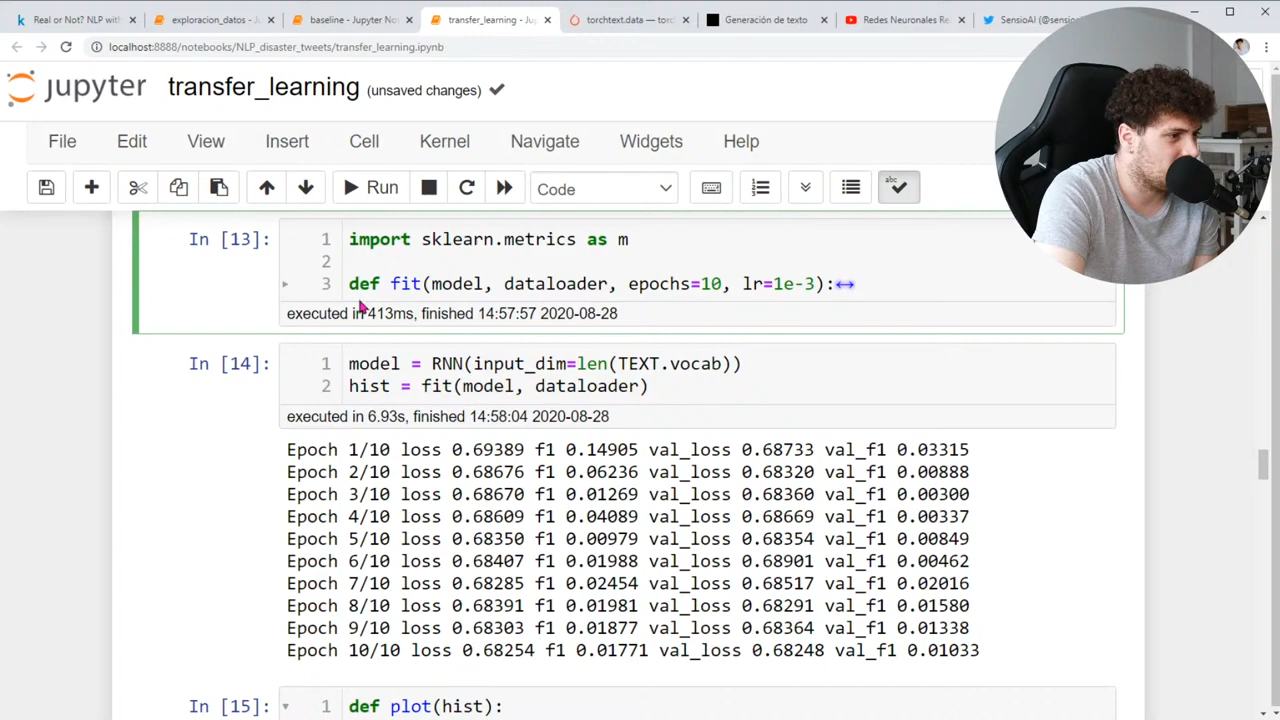 Real or Not? NLP with
exploracion_datos - Ju
baseline - Jupyter Not
transfer_learning - Ju
torchtext.data — torc
Generación de texto
Redes Neuronales Re
SensioAI (@senso
localhost:8888/notebooks/NLP_disaster_tweets/transfer_learning.ipynb
jupyter transfer_learning (unsaved changes)
File Edit View Insert Cell Kernel Navigate Widgets Help
Run Code abc
In [13]: 1 import sklearn.metrics as m
2
3 def fit(model, dataloader, epochs=10, lr=1e-3):
executed in 413ms, finished 14:57:57 2020-08-28
In [14]: 1 model = RNN(input_dim=len(TEXT.vocab))
2 hist = fit(model, dataloader)
executed in 6.93s, finished 14:58:04 2020-08-28
Epoch 1/10 loss 0.69389 f1 0.14905 val_loss 0.68733 val_f1 0.03315
Epoch 2/10 loss 0.68676 f1 0.06236 val_loss 0.68320 val_f1 0.00888
Epoch 3/10 loss 0.68670 f1 0.01269 val_loss 0.68360 val_f1 0.00300
Epoch 4/10 loss 0.68609 f1 0.04089 val_loss 0.68669 val_f1 0.00337
Epoch 5/10 loss 0.68350 f1 0.00979 val_loss 0.68354 val_f1 0.00849
Epoch 6/10 loss 0.68407 f1 0.01988 val_loss 0.68901 val_f1 0.00462
Epoch 7/10 loss 0.68285 f1 0.02454 val_loss 0.68517 val_f1 0.02016
Epoch 8/10 loss 0.68391 f1 0.01981 val_loss 0.68291 val_f1 0.01580
Epoch 9/10 loss 0.68303 f1 0.01877 val_loss 0.68364 val_f1 0.01338
Epoch 10/10 loss 0.68254 f1 0.01771 val_loss 0.68248 val_f1 0.01033
In [15]: 1 def plot(hist):